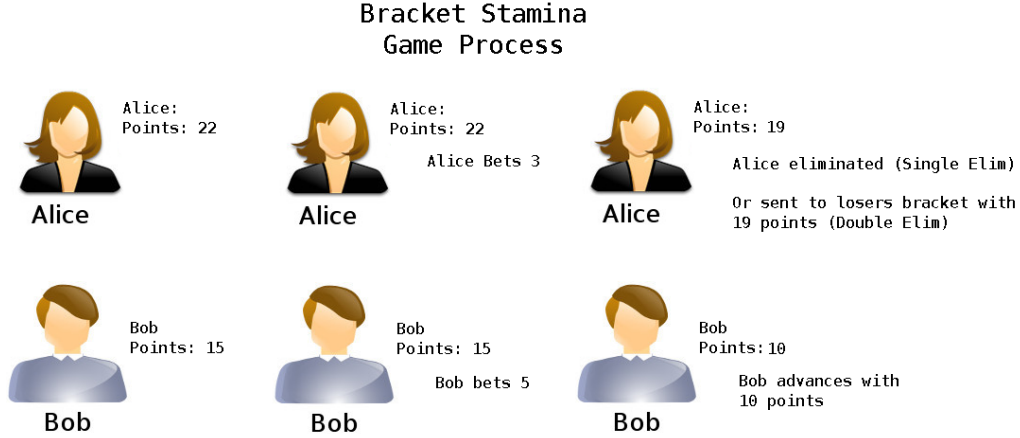 Bracket Stamina
Game Process
Alice:
Points: 22
Alice
Alice:
Points: 22
Alice Bets 3
Alice
Alice:
Points: 19
Alice eliminated (Single Elim)
Or sent to losers bracket with
19 points (Double Elim)
Alice
Bob
Points: 15
Bob
Bob
Points: 15
Bob bets 5
Bob
Bob
Points: 10
Bob advances with
10 points
Bob